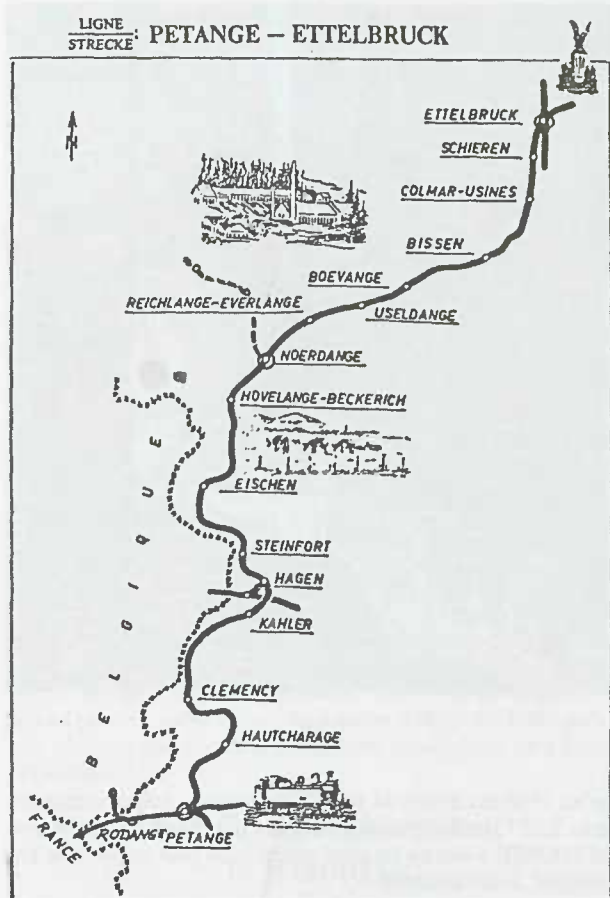 LIGNE
STRECKE: PETANGE – ETTELBRUCK
N
ETTELBRUCK
SCHIEREN
COLMAR-USINES
BISSEN
BOEVANGE
REICHLANGE-EVERLANGE
USELDANGE
NOERDANGE
HOVELANGE-BECKERICH
EISCHEN
STEINFORT
HAGEN
KAHLER
CLEMENCY
HAUTCHARAGE
BELGIQUE
FRANCE
RODANGE
PETANGE